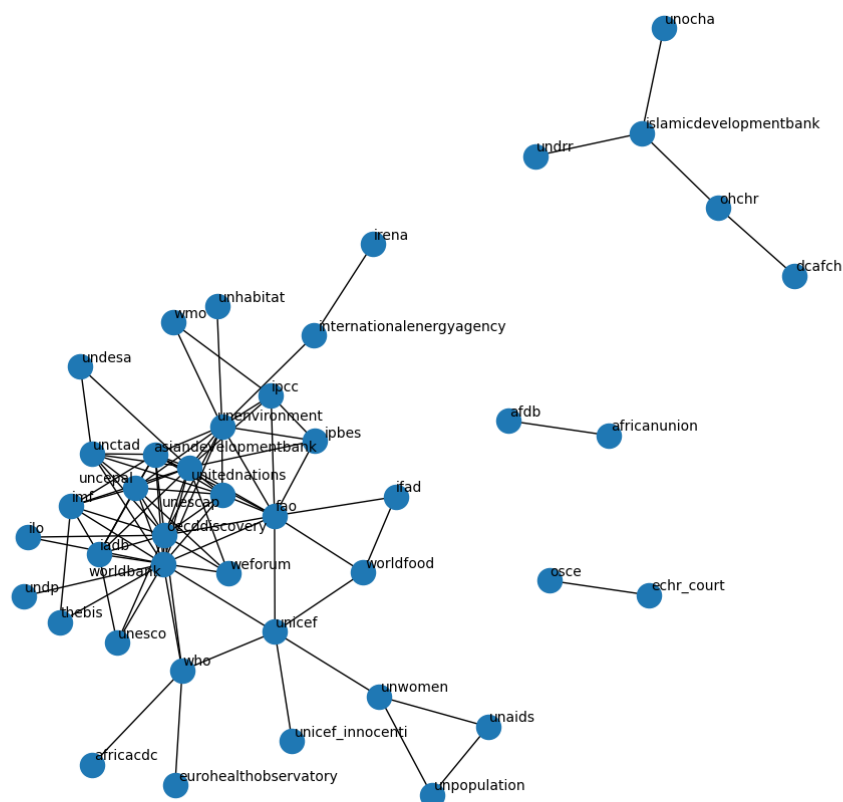 unocha
islamicdevelopmentbank
undrr
ohchr
irena
dcafch
unhabitat
wmo
internationalenergyagency
undesa
ipcc
unenvironment
afdb
africanunion
ipbes
unctad
asiandevelopmentbank
unitednations
uncepal
unescap
imf
ifad
fao
oecddiscovery
ilo
iadb
worldbank
weforum
worldfood
osce
echr_court
undp
thebis
unesco
unicef
who
unwomen
unaids
unicef_innocenti
africacdc
eurohealthobservatory
unpopulation